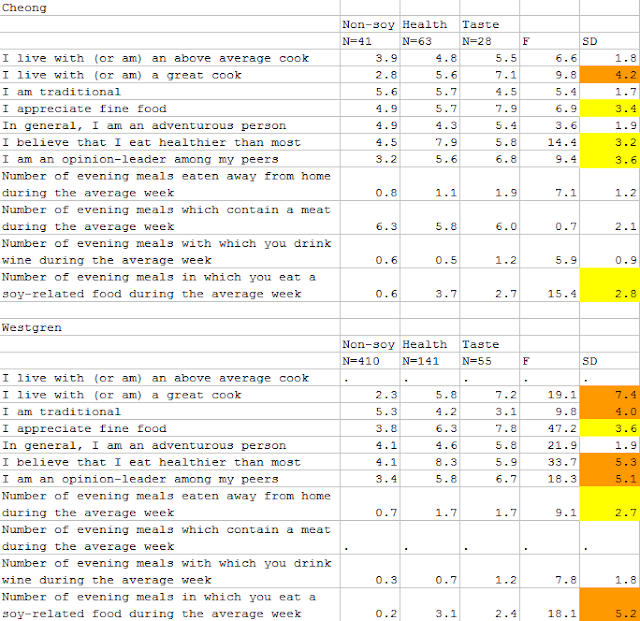 Cheong
Non-soy Health Taste
N=41 N=63 N=28 F SD
I live with (or am) an above average cook 3.9 4.8 5.5 6.6 1.8
I live with (or am) a great cook 2.8 5.6 7.1 9.8 4.2
I am traditional 5.6 5.7 4.5 5.4 1.7
I appreciate fine food 4.9 5.7 7.9 6.9 3.4
In general, I am an adventurous person 4.9 4.3 5.4 3.6 1.9
I believe that I eat healthier than most 4.5 7.9 5.8 14.4 3.2
I am an opinion-leader among my peers 3.2 5.6 6.8 9.4 3.6
Number of evening meals eaten away from home
during the average week 0.8 1.1 1.9 7.1 1.2
Number of evening meals which contain a meat
during the average week 6.3 5.8 6.0 0.7 2.1
Number of evening meals with which you drink
wine during the average week 0.6 0.5 1.2 5.9 0.9
Number of evening meals in which you eat a
soy-related food during the average week 0.6 3.7 2.7 15.4 2.8
Westgren
Non-soy Health Taste
N=410 N=141 N=55 F SD
I live with (or am) an above average cook . . . . .
I live with (or am) a great cook 2.3 5.8 7.2 19.1 7.4
I am traditional 5.3 4.2 3.1 9.8 4.0
I appreciate fine food 3.8 6.3 7.8 47.2 3.6
In general, I am an adventurous person 4.1 4.6 5.8 21.9 1.9
I believe that I eat healthier than most 4.1 8.3 5.9 33.7 5.3
I am an opinion-leader among my peers 3.4 5.8 6.7 18.3 5.1
Number of evening meals eaten away from home
during the average week 0.7 1.7 1.7 9.1 2.7
Number of evening meals which contain a meat
during the average week . . . . .
Number of evening meals with which you drink
wine during the average week 0.3 0.7 1.2 7.8 1.8
Number of evening meals in which you eat a
soy-related food during the average week 0.2 3.1 2.4 18.1 5.2